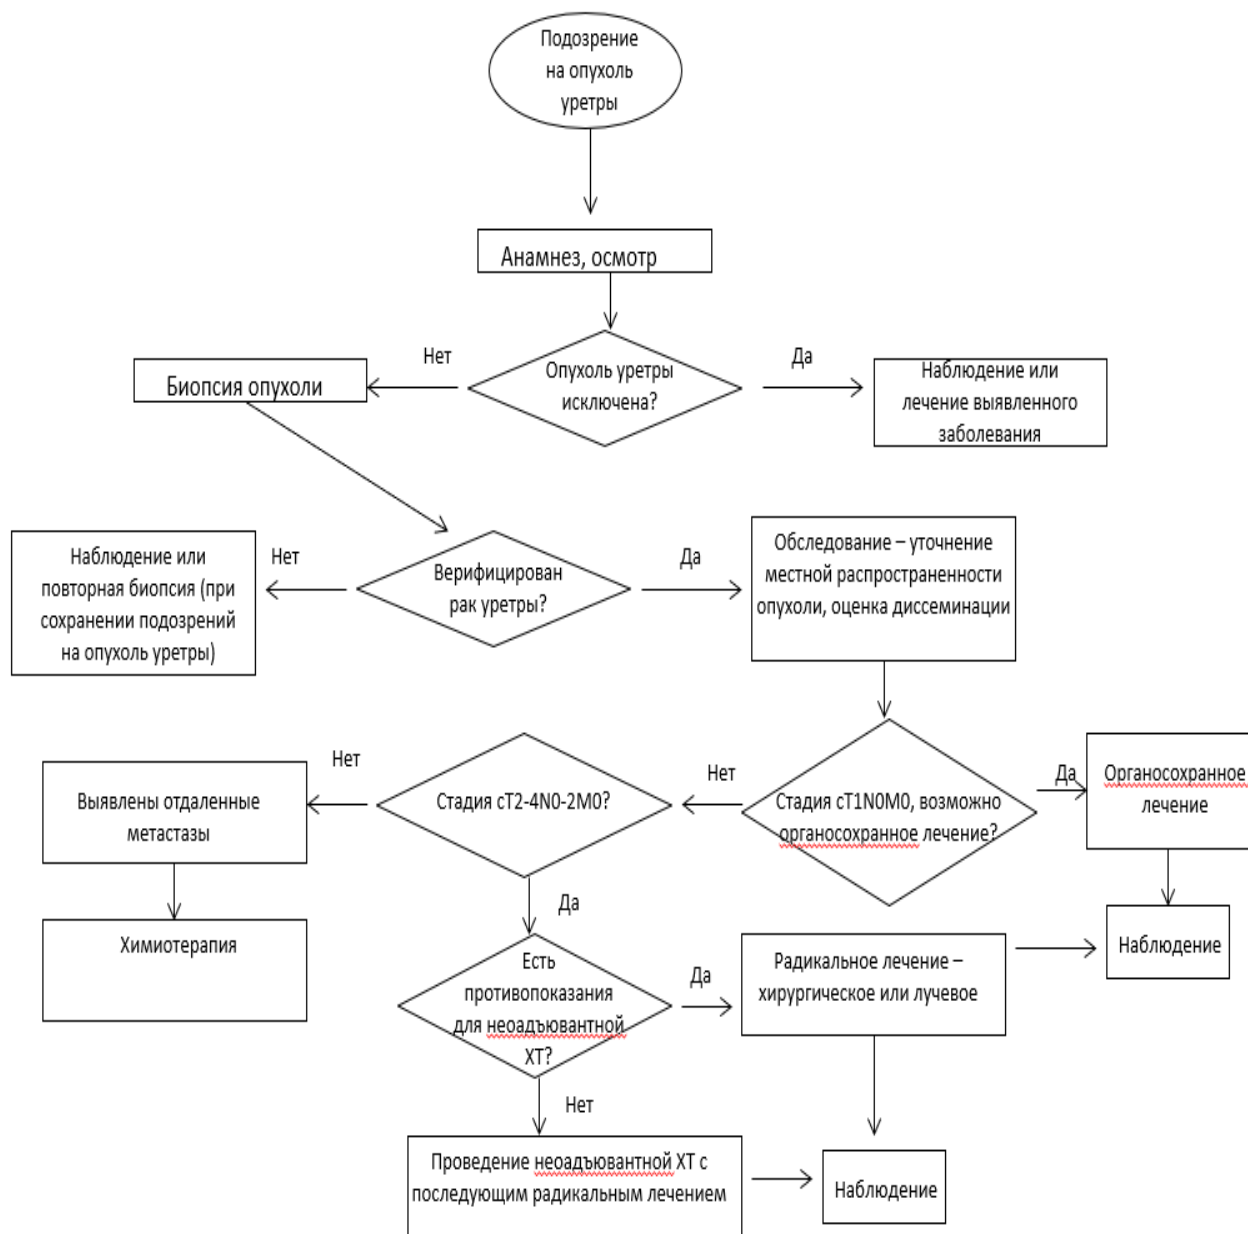 Подозрение
на опухоль
уретры
Анамнез, осмотр
Нет
Опухоль уретры
исключена?
Да
Биопсия опухоли
Наблюдение или
лечение выявленного
заболевания
Наблюдение или
повторная биопсия (при
сохранении подозрений
на опухоль уретры)
Нет
Верифицирован
рак уретры?
Да
Обследование – уточнение
местной распространенности
опухоли, оценка диссеминации
Выявлены отдаленные
метастазы
Нет
Стадия cT2-4N0-2M0?
Нет
Стадия cT1N0M0, возможно
органосохранное лечение?
Да
Органосохранное
лечение
Химиотерапия
Да
Есть
противопоказания
для неоадъювантной
ХТ?
Да
Радикальное лечение –
хирургическое или лучевое
Наблюдение
Нет
Проведение неоадъювантной ХТ с
последующим радикальным лечением
Наблюдение